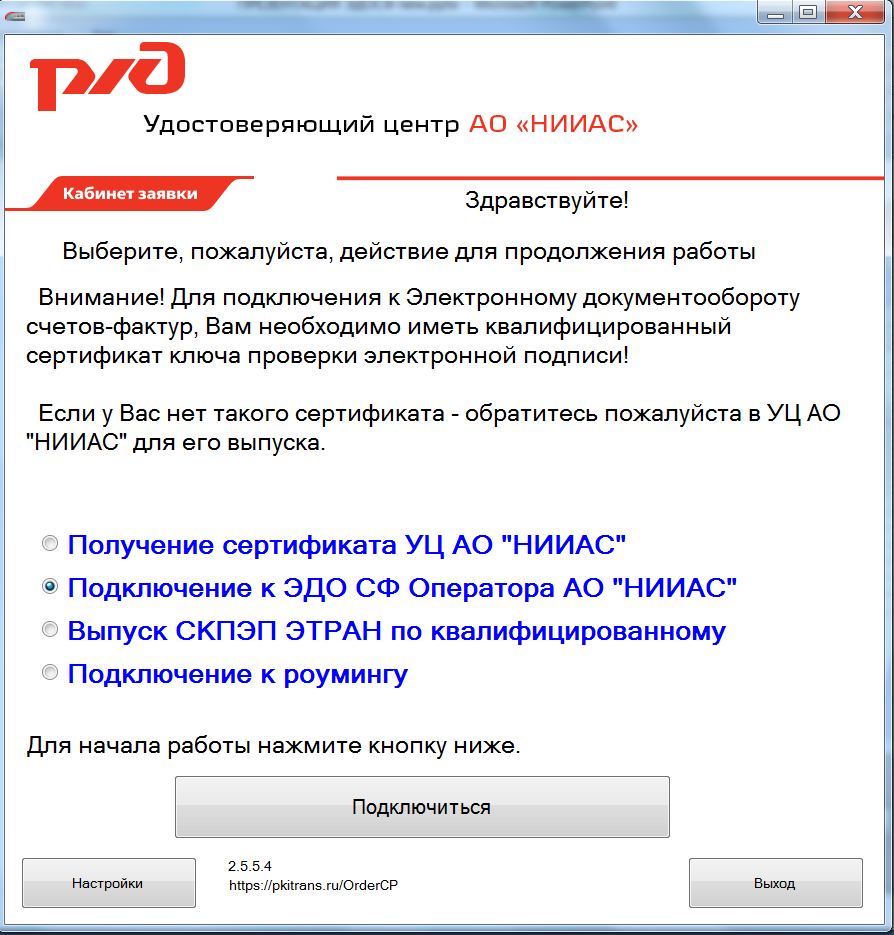 Удостоверяющий центр АО «НИИАС»
Кабинет заявки
Здравствуйте!
Выберите, пожалуйста, действие для продолжения работы
Внимание! Для подключения к Электронному документообороту
счетов-фактур, Вам необходимо иметь квалифицированный
сертификат ключа проверки электронной подписи!
Если у Вас нет такого сертификата - обратитесь пожалуйста в УЦ АО
"НИИАС" для его выпуска.
Получение сертификата УЦ АО "НИИАС"
Подключение к ЭДО СФ Оператора АО "НИИАС"
Выпуск СКПЭП ЭТРАН по квалифицированному
Подключение к роумингу
Для начала работы нажмите кнопку ниже.
Подключиться
Настройки
2.5.5.4
https://pkitrans.ru/OrderCP
Выход